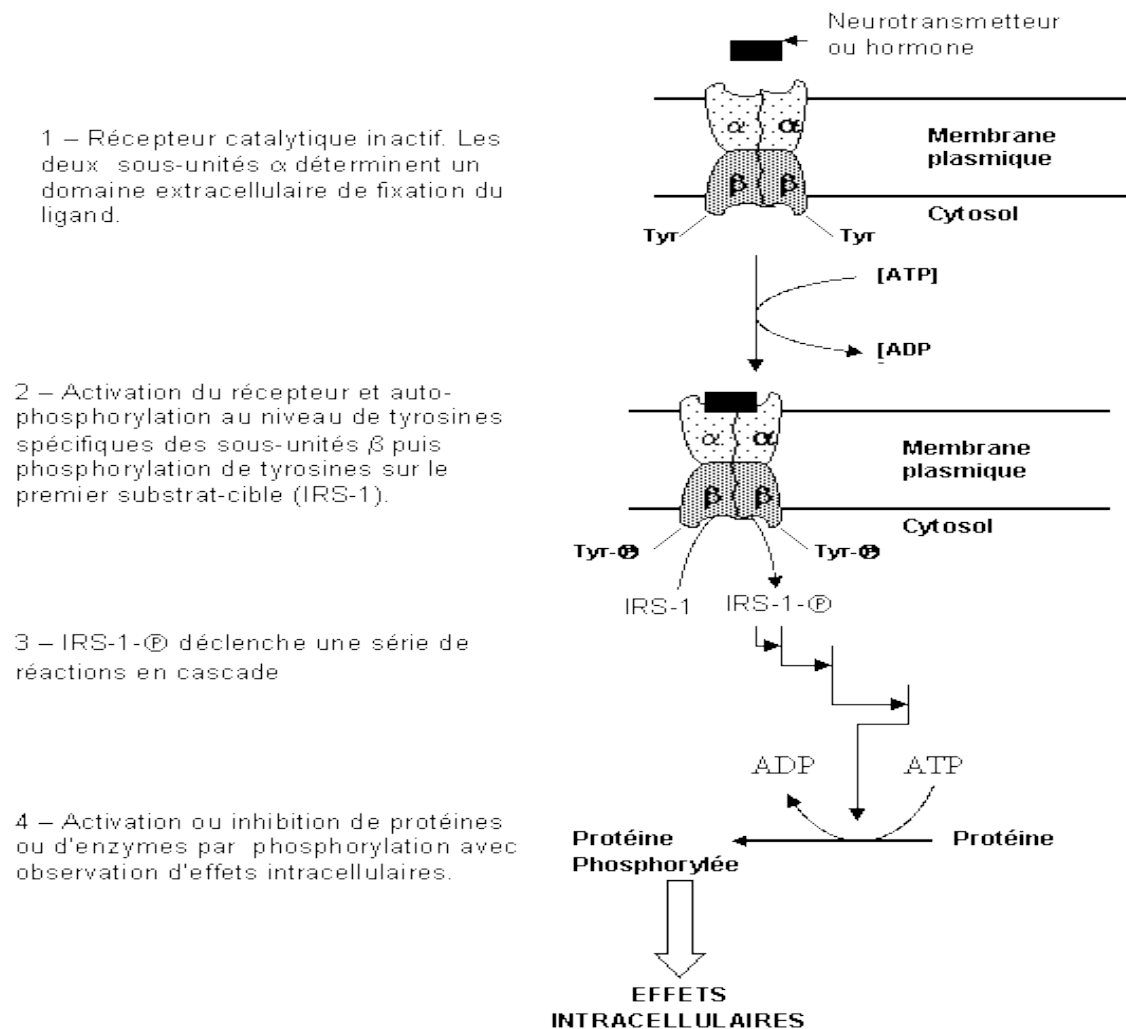 Neurotransmetteur
ou hormone
1 – Récepteur catalytique inactif. Les
deux sous-unités α déterminent un
domaine extracellulaire de fixation du
ligand.
α α
β β
Membrane
plasmique
Cytosol
Tyr Tyr
[ATP]
[ADP
2 – Activation du récepteur et auto-
phosphorylation au niveau de tyrosines
spécifiques des sous-unités β puis
phosphorylation de tyrosines sur le
premier substrat-cible (IRS-1).
α α
β β
Membrane
plasmique
Cytosol
Tyr-Ⓟ Tyr-Ⓟ
IRS-1 IRS-1-Ⓟ
3 – IRS-1-Ⓟ déclenche une série de
réactions en cascade
ADP ATP
4 – Activation ou inhibition de protéines
ou d'enzymes par phosphorylation avec
observation d'effets intracellulaires.
Protéine
Phosphorylée
Protéine
EFFETS
INTRACELLULAIRES